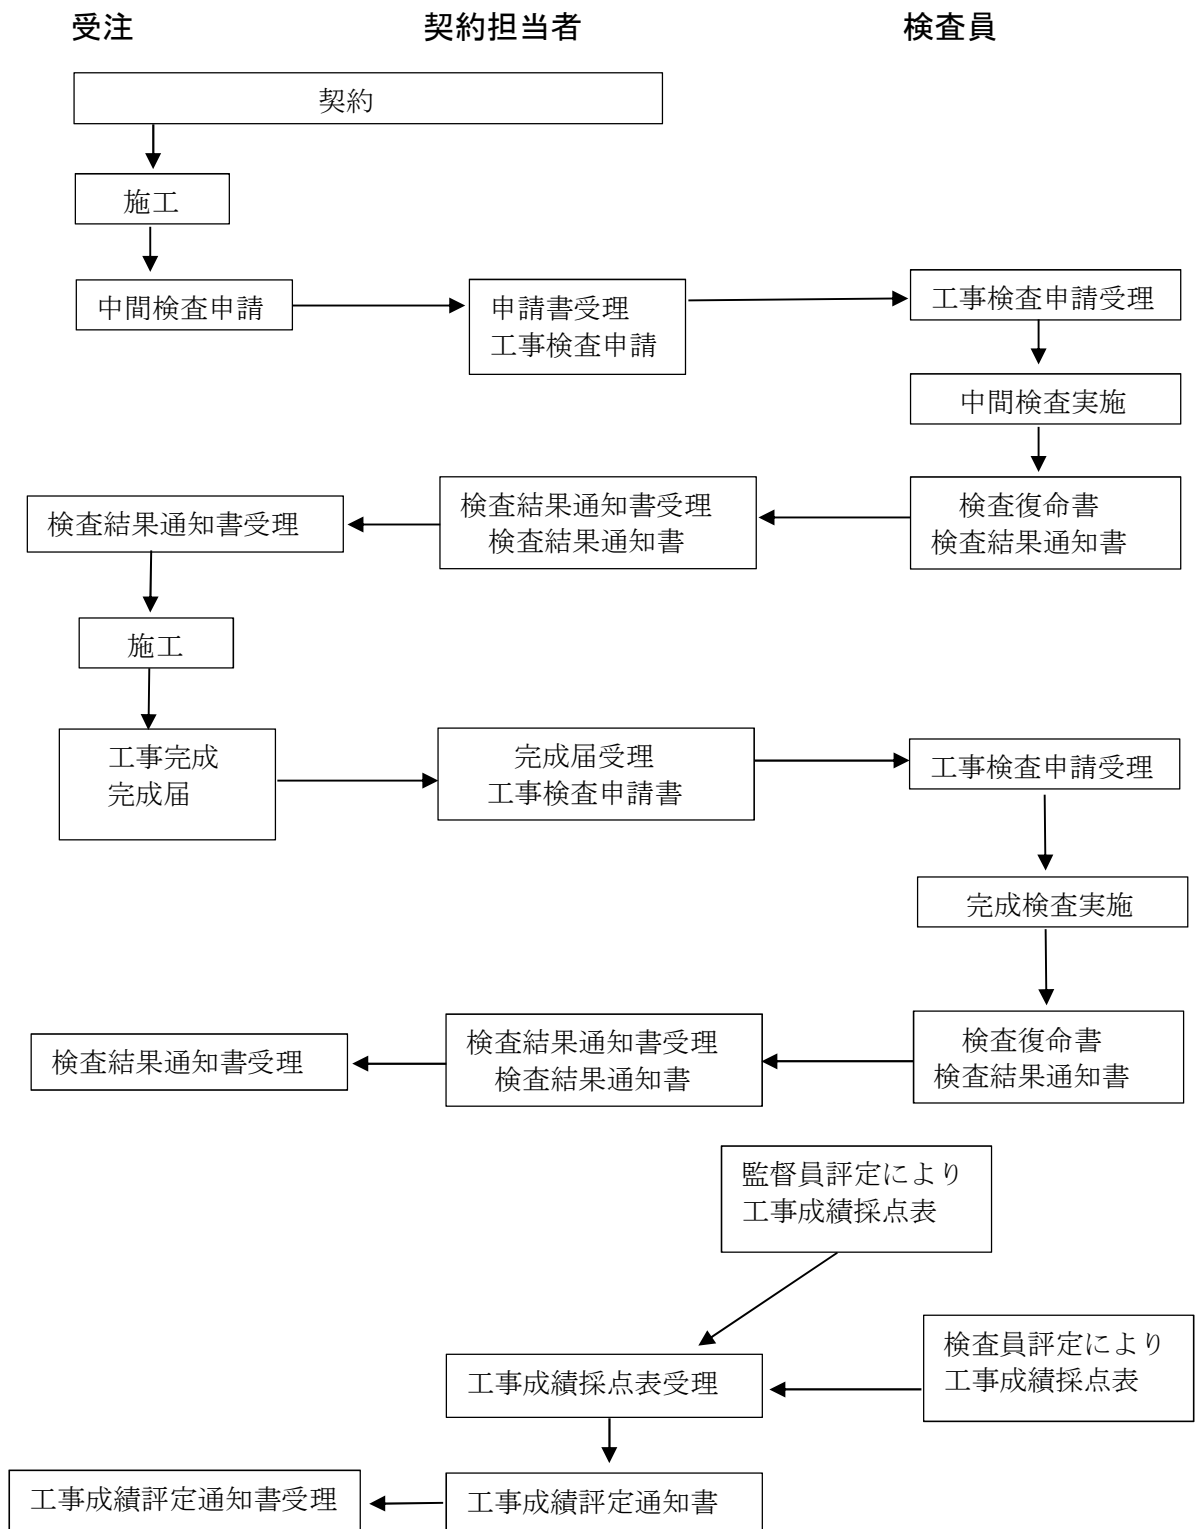 受注
契約担当者
検査員
契約
施工
中間検査申請
申請書受理
工事検査申請
工事検査申請受理
中間検査実施
検査復命書
検査結果通知書
検査結果通知書受理
検査結果通知書
検査結果通知書受理
施工
工事完成
完成届
完成届受理
工事検査申請書
工事検査申請受理
完成検査実施
検査復命書
検査結果通知書
検査結果通知書受理
検査結果通知書
検査結果通知書受理
監督員評定により
工事成績採点表
検査員評定により
工事成績採点表
工事成績採点表受理
工事成績評定通知書
工事成績評定通知書受理